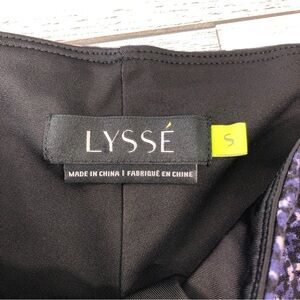 LYSSÉ
S
MADE IN CHINA | FABRIQUÉ EN CHINE